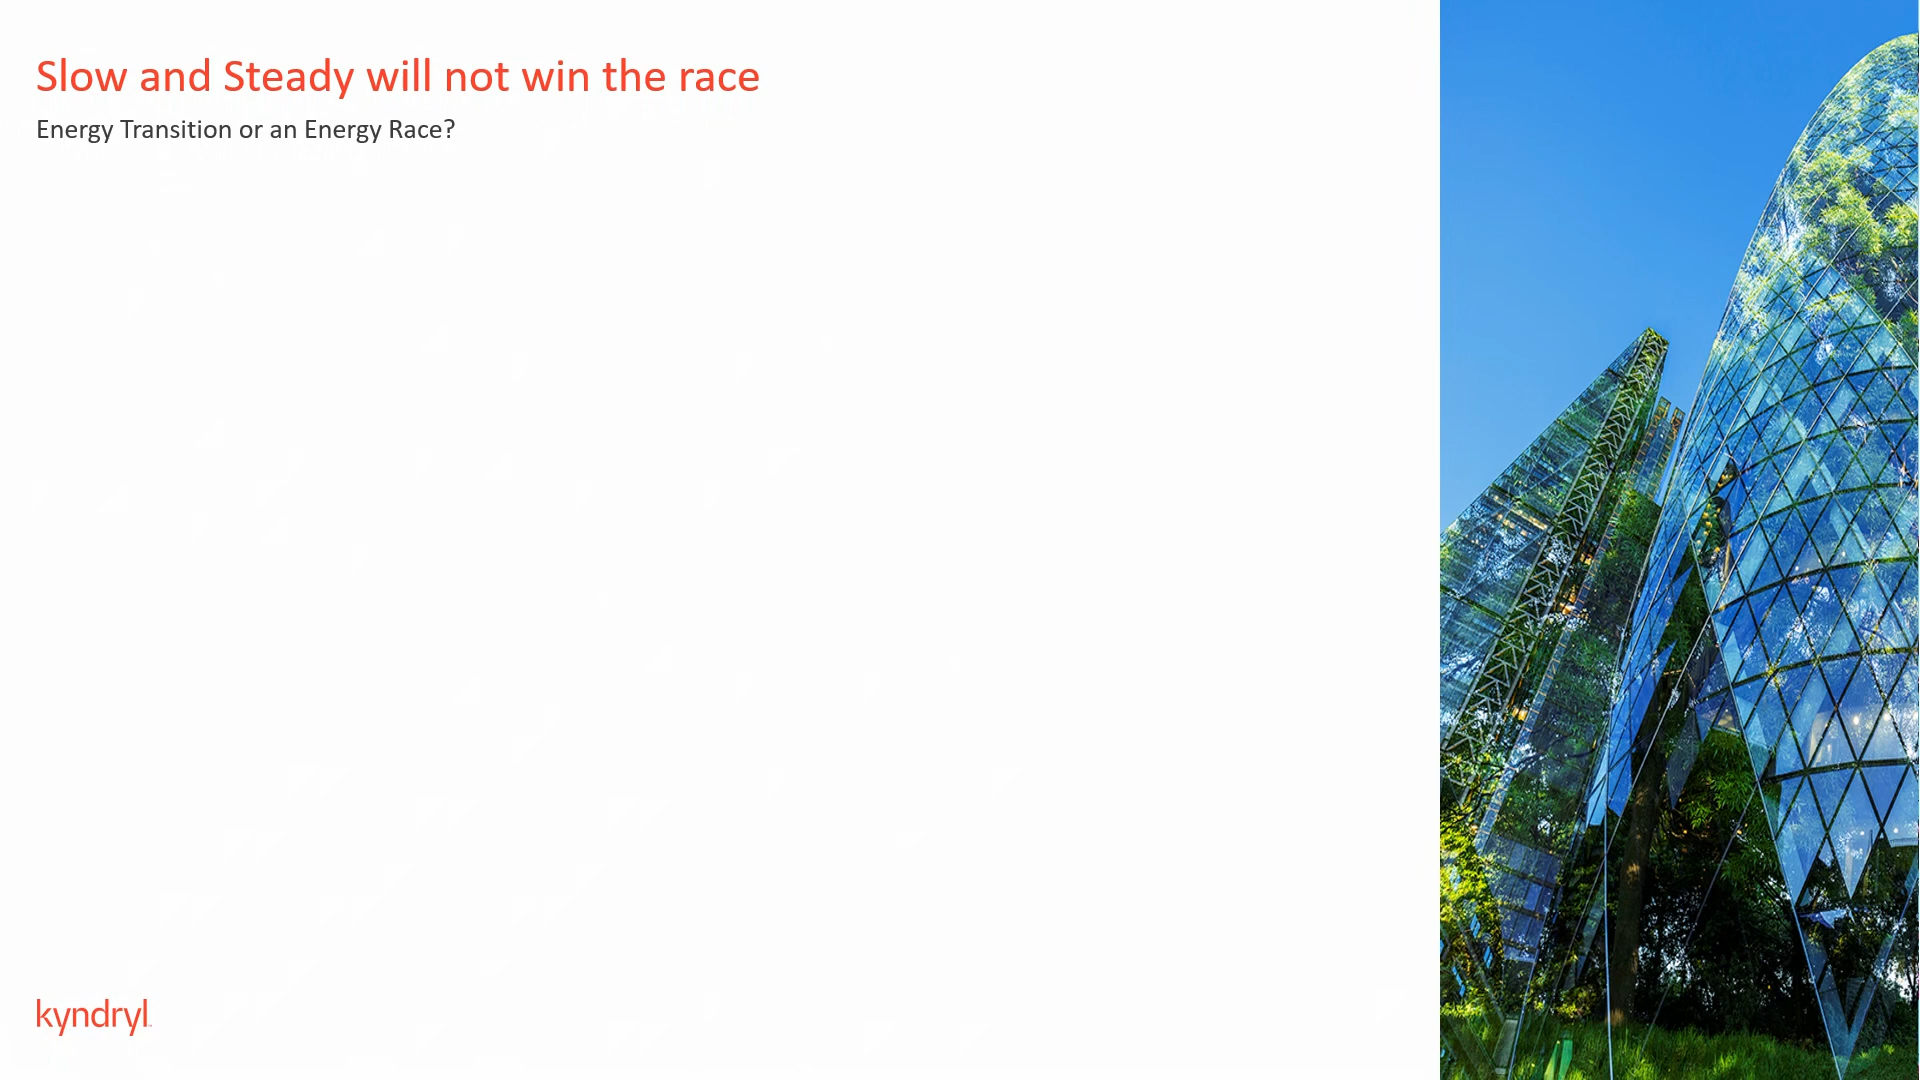 Slow and Steady will not win the race
Energy Transition or an Energy Race?
kyndryl